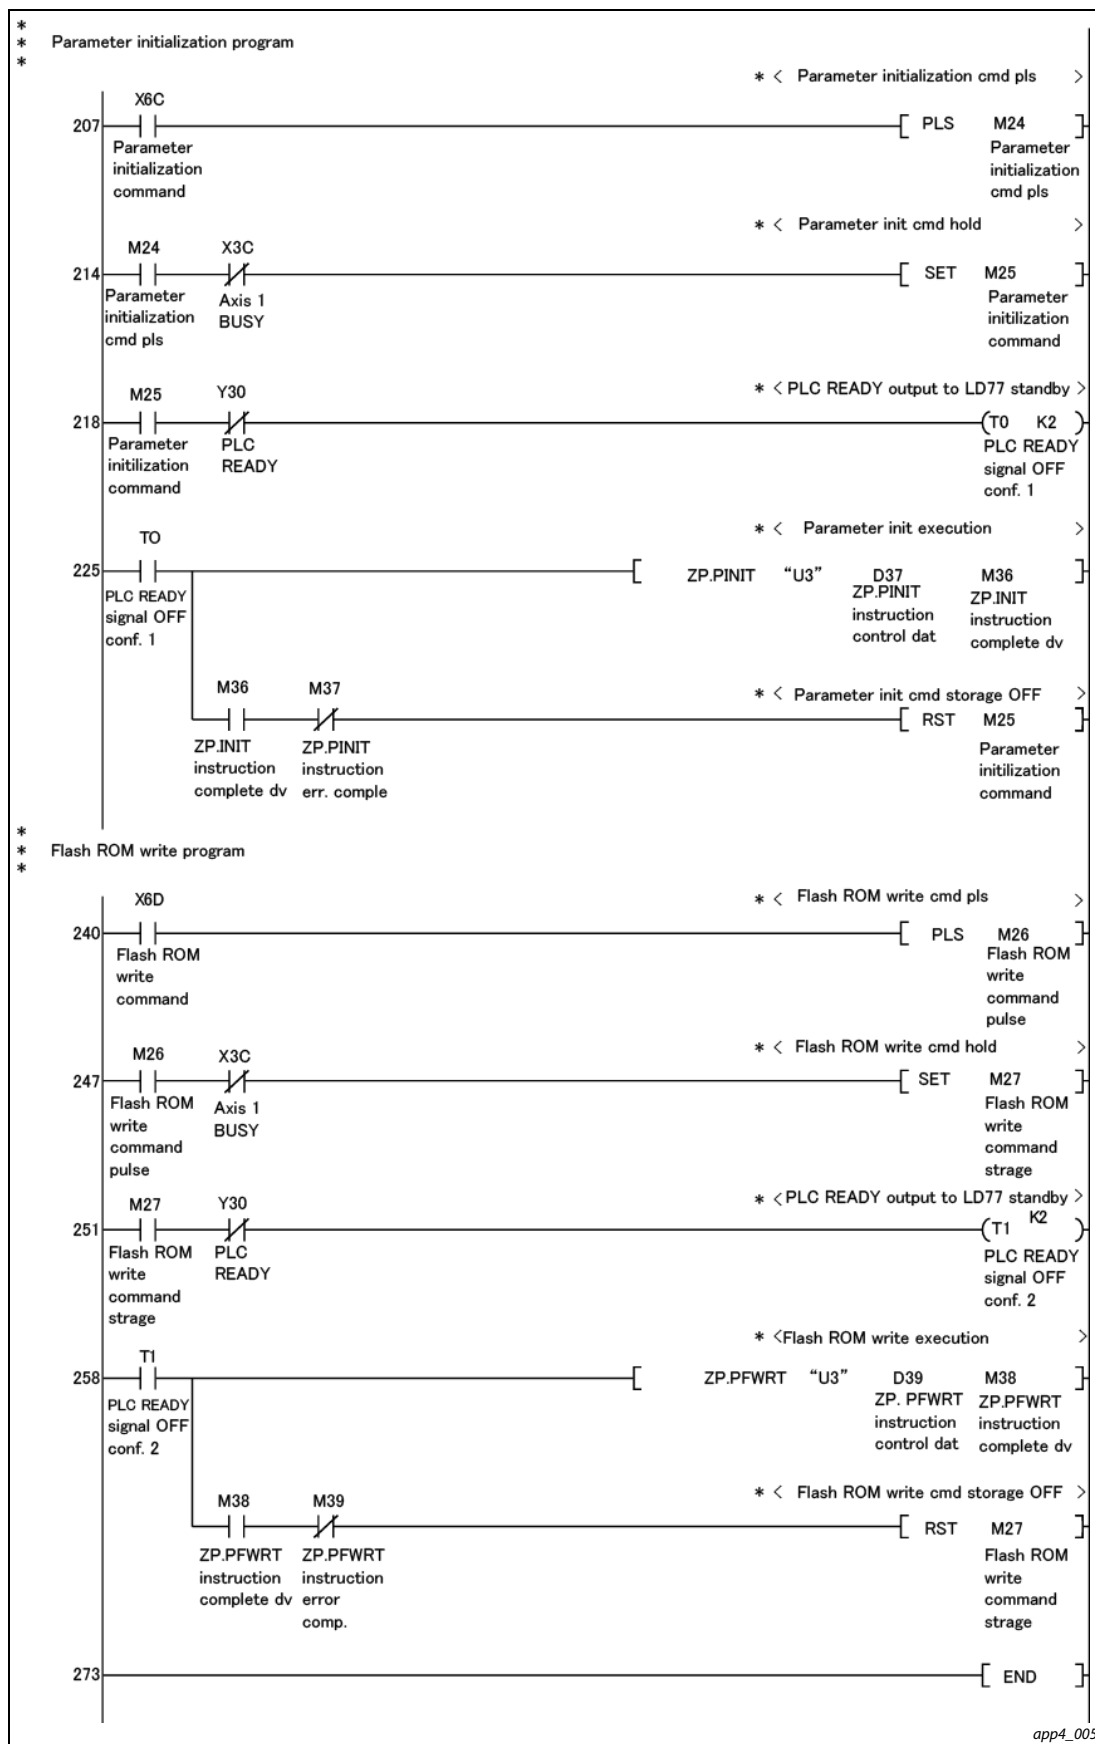 *
* Parameter initialization program
*
* < Parameter initialization cmd pls >
X6C
207 [ PLS M24 ]
Parameter initialization command
Parameter initialization cmd pls
* < Parameter init cmd hold >
M24 X3C
214 [ SET M25 ]
Parameter initialization cmd pls
Axis 1 BUSY
Parameter initilization command
* < PLC READY output to LD77 standby >
M25 Y30
218 (T0 K2 )
Parameter initilization command
PLC READY
PLC READY signal OFF conf. 1
* < Parameter init execution >
TO
225 [ ZP.PINIT “U3” D37 M36 ]
PLC READY signal OFF conf. 1
ZP.PINIT instruction control dat
ZP.INIT instruction complete dv
* < Parameter init cmd storage OFF >
M36 M37
[ RST M25 ]
ZP.INIT instruction complete dv
ZP.PINIT instruction err. comple
Parameter initilization command
*
* Flash ROM write program
*
* < Flash ROM write cmd pls >
X6D
240 [ PLS M26 ]
Flash ROM write command
Flash ROM write command pulse
* < Flash ROM write cmd hold >
M26 X3C
247 [ SET M27 ]
Flash ROM write command pulse
Axis 1 BUSY
Flash ROM write command strage
* <PLC READY output to LD77 standby >
M27 Y30
251 (T1 K2 )
Flash ROM write command strage
PLC READY
PLC READY signal OFF conf. 2
* <Flash ROM write execution >
T1
258 [ ZP.PFWRT “U3” D39 M38 ]
PLC READY signal OFF conf. 2
ZP. PFWRT instruction control dat
ZP.PFWRT instruction complete dv
* < Flash ROM write cmd storage OFF >
M38 M39
[ RST M27 ]
ZP.PFWRT instruction complete dv
ZP.PFWRT instruction error comp.
Flash ROM write command strage
273 [ END ]
app4_005